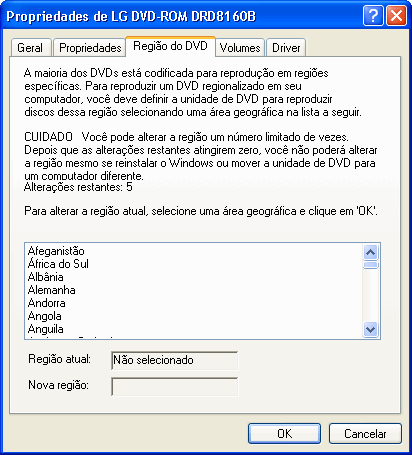 Propriedades de LG DVD-ROM DRD8160B
Geral Propriedades Região do DVD Volumes Driver
A maioria dos DVDs está codificada para reprodução em regiões
específicas. Para reproduzir um DVD regionalizado em seu
computador, você deve definir a unidade de DVD para reproduzir
discos dessa região selecionando uma área geográfica na lista a seguir.
CUIDADO Você pode alterar a região um número limitado de vezes.
Depois que as alterações restantes atingirem zero, você não poderá alterar
a região mesmo se reinstalar o Windows ou mover a unidade de DVD para
um computador diferente.
Alterações restantes: 5
Para alterar a região atual, selecione uma área geográfica e clique em 'OK'.
Afeganistão
África do Sul
Albânia
Alemanha
Andorra
Angola
Anguila
Região atual: Não selecionado
Nova região:
OK Cancelar